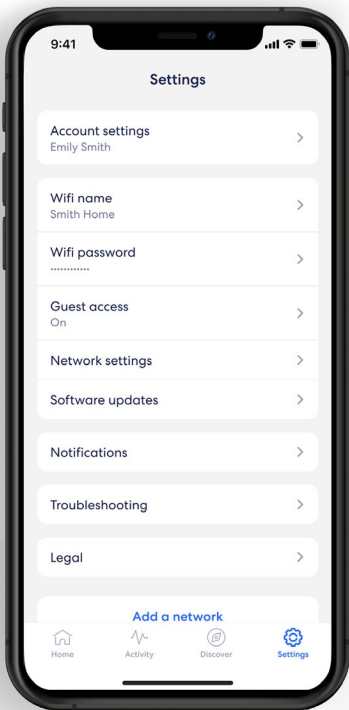 9:41
Settings
Account settings
Emily Smith
Wifi name
Smith Home
Wifi password
••••••••••••
Guest access
On
Network settings
Software updates
Notifications
Troubleshooting
Legal
Add a network
Home Activity Discover Settings